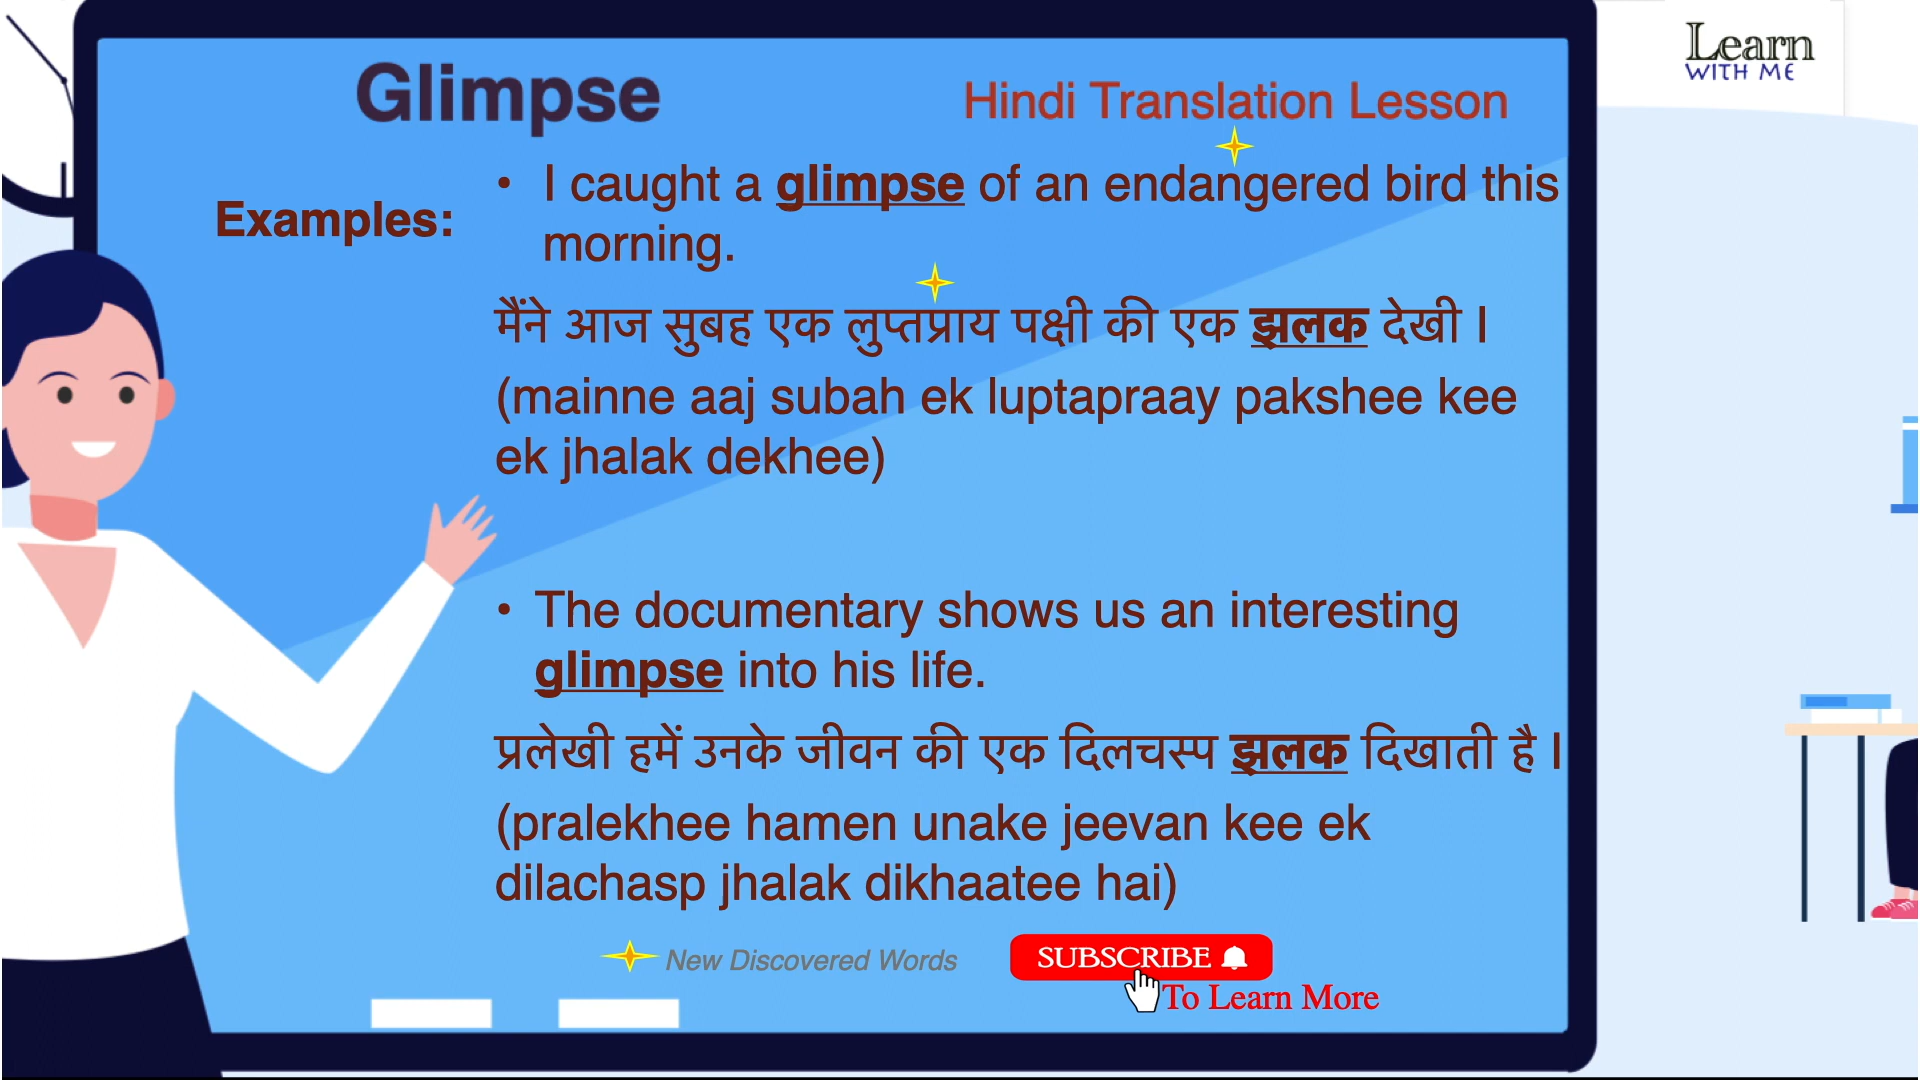 Learn
WITH ME
Glimpse
Hindi Translation Lesson
Examples:
• I caught a glimpse of an endangered bird this
morning.
मैंने आज सुबह एक लुप्तप्राय पक्षी की एक झलक देखी I
(mainne aaj subah ek luptapraay pakshee kee
ek jhalak dekhee)
• The documentary shows us an interesting
glimpse into his life.
प्रलेखी हमें उनके जीवन की एक दिलचस्प झलक दिखाती है I
(pralekhee hamen unake jeevan kee ek
dilachasp jhalak dikhaatee hai)
New Discovered Words
SUBSCRIBE
To Learn More